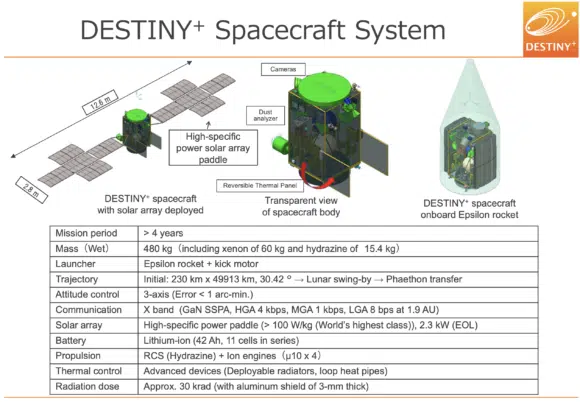 DESTINY⁺ Spacecraft System
DESTINY⁺
12.6 m
2.8 m
High-specific
power solar array
paddle
Cameras
Dust
analyzer
Reversible Thermal Panel
DESTINY⁺ spacecraft
with solar array deployed
Transparent view
of spacecraft body
DESTINY⁺ spacecraft
onboard Epsilon rocket
Mission period > 4 years
Mass（Wet） 480 kg（including xenon of 60 kg and hydrazine of 15.4 kg）
Launcher Epsilon rocket + kick motor
Trajectory Initial: 230 km x 49913 km, 30.42 ° → Lunar swing-by → Phaethon transfer
Attitude control 3-axis (Error < 1 arc-min.)
Communication X band (GaN SSPA, HGA 4 kbps, MGA 1 kbps, LGA 8 bps at 1.9 AU)
Solar array High-specific power paddle (> 100 W/kg (World's highest class)), 2.3 kW (EOL)
Battery Lithium-ion (42 Ah, 11 cells in series)
Propulsion RCS (Hydrazine) + Ion engines（μ10 x 4）
Thermal control Advanced devices (Deployable radiators, loop heat pipes)
Radiation dose Approx. 30 krad (with aluminum shield of 3-mm thick)